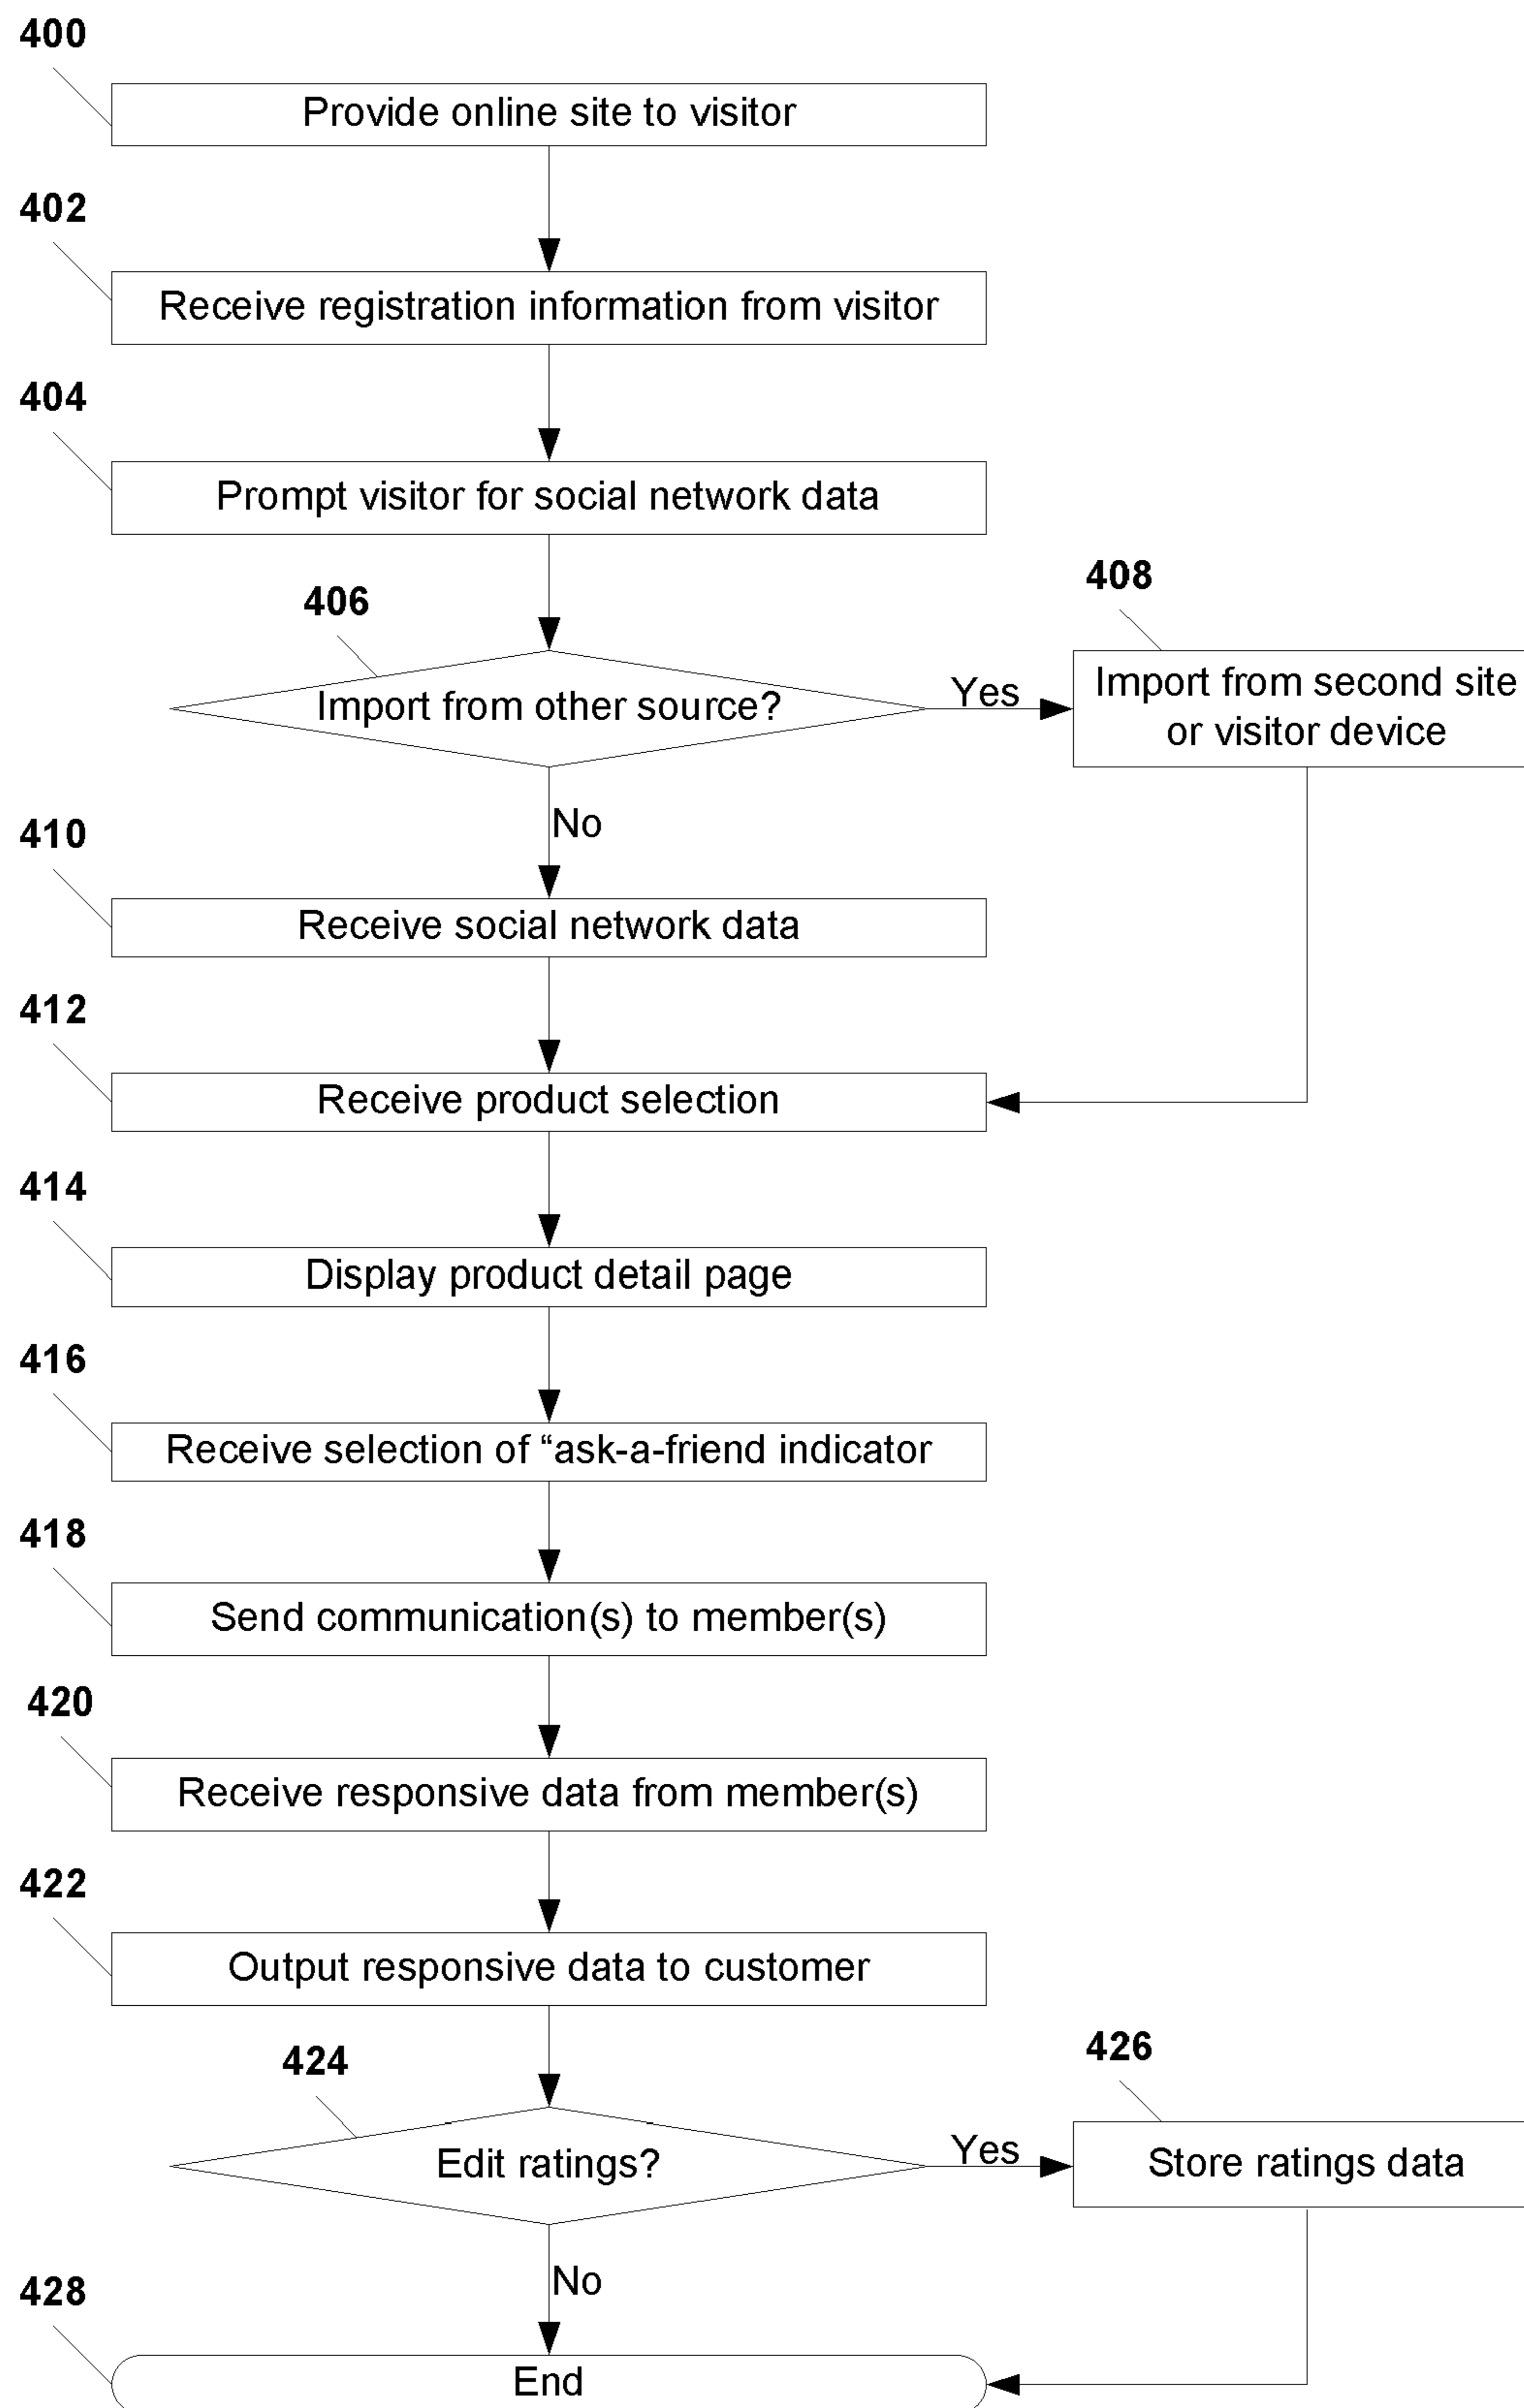 400
Provide online site to visitor
402
Receive registration information from visitor
404
Prompt visitor for social network data
406
Import from other source?
Yes
408
Import from second site
or visitor device
No
410
Receive social network data
412
Receive product selection
414
Display product detail page
416
Receive selection of “ask-a-friend indicator
418
Send communication(s) to member(s)
420
Receive responsive data from member(s)
422
Output responsive data to customer
424
Edit ratings?
Yes
426
Store ratings data
No
428
End